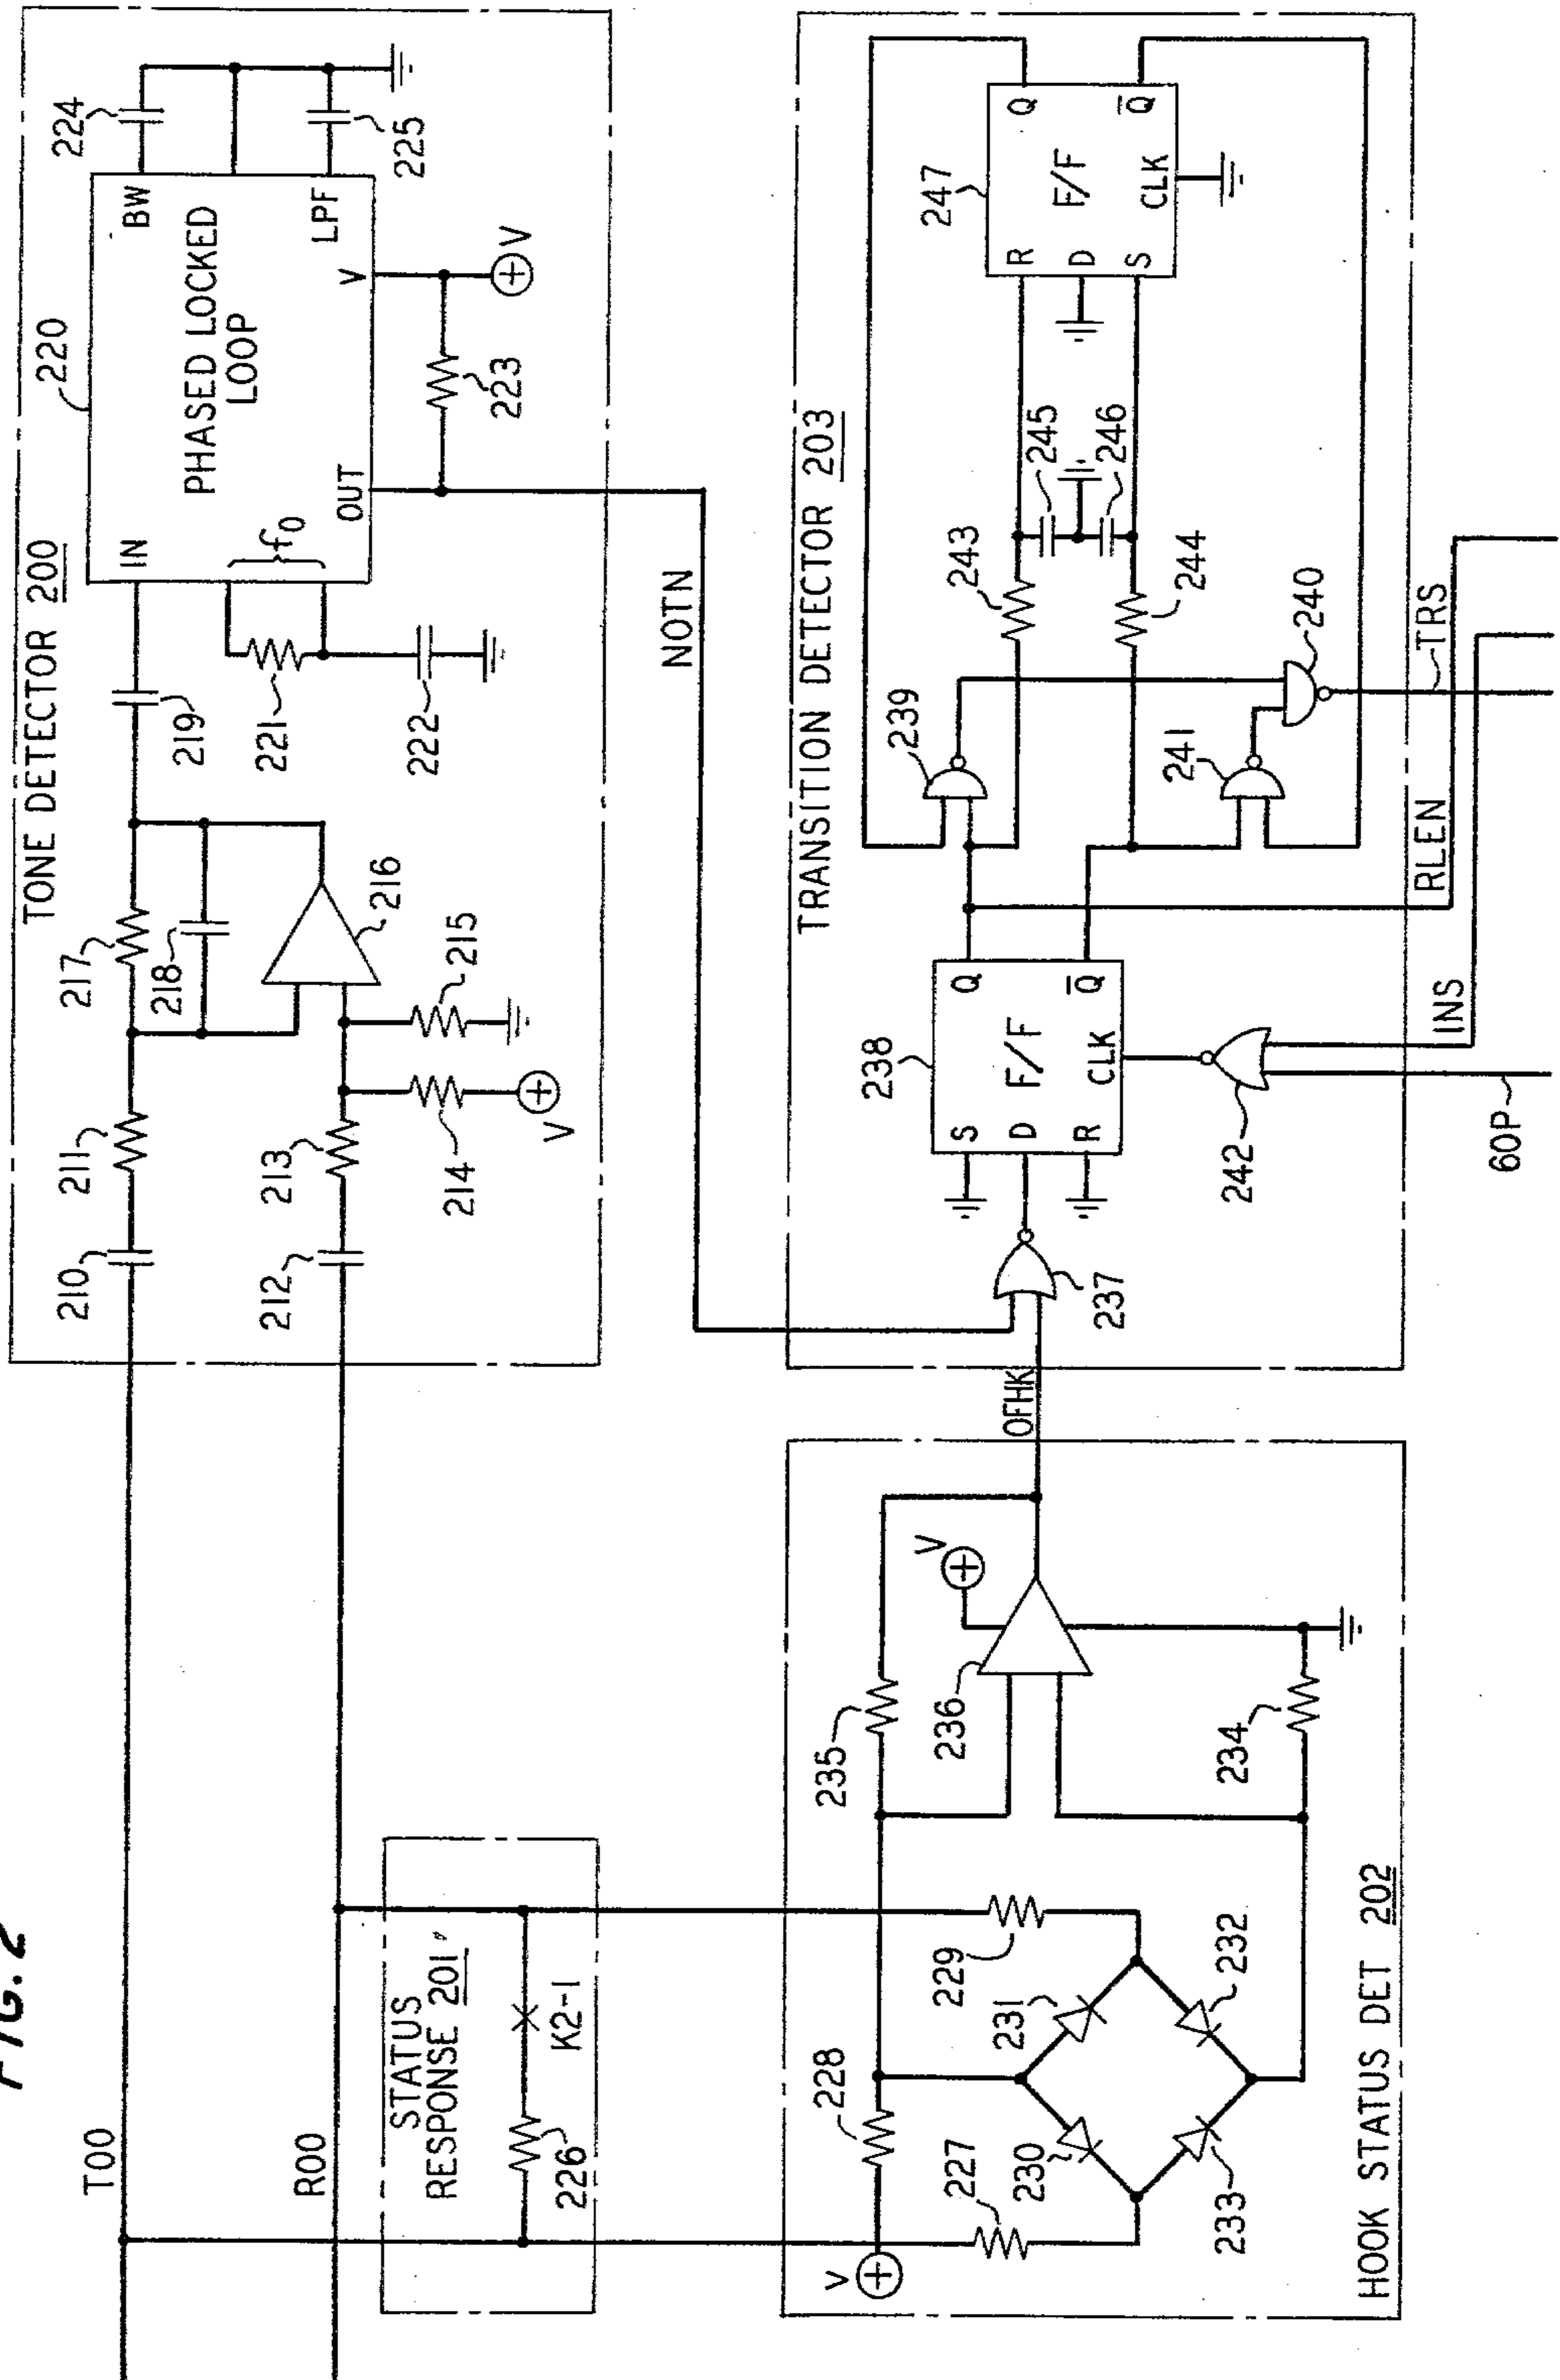 FIG. 2
T00
R00
TONE DETECTOR 200
210
211
212
213
214
215
V
216
217
218
219
220
221
222
IN
f0
OUT
PHASED LOCKED
LOOP
BW
LPF
V
223
V
224
225
NOTN
STATUS
RESPONSE 201
226
K2-1
HOOK STATUS DET 202
V
227
228
229
230
231
232
233
234
235
236
V
OFHK
TRANSITION DETECTOR 203
237
238
S
D
R
F/F
CLK
Q
Q̅
239
240
241
242
243
244
245
246
247
R
D
S
F/F
CLK
Q
Q̅
60P
INS
RLEN
TRS